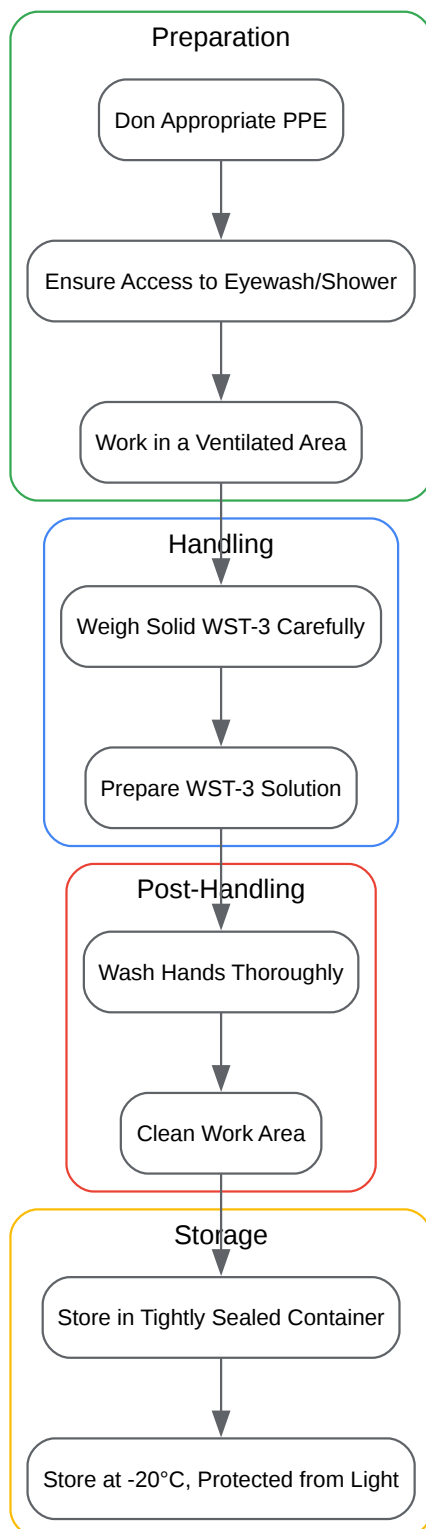 Preparation
Don Appropriate PPE
Ensure Access to Eyewash/Shower
Work in a Ventilated Area
Handling
Weigh Solid WST-3 Carefully
Prepare WST-3 Solution
Post-Handling
Wash Hands Thoroughly
Clean Work Area
Storage
Store in Tightly Sealed Container
Store at -20°C, Protected from Light